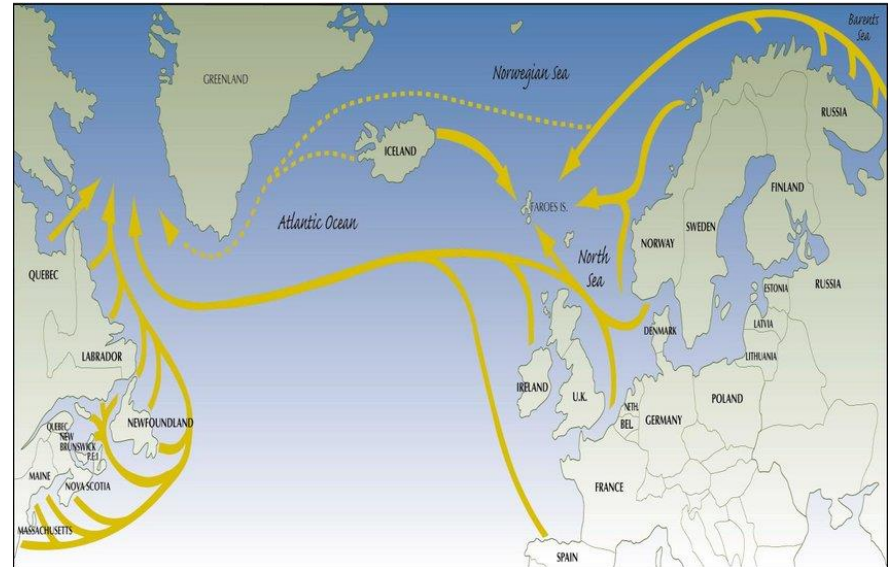 Barents
Sea
Norwegian Sea
GREENLAND
RUSSIA
ICELAND
FINLAND
FAROES IS.
Atlantic Ocean
SWEDEN
NORWAY
North
Sea
QUEBEC
ESTONIA
RUSSIA
LATVIA
DENMARK
LABRADOR
LITHUANIA
IRELAND
U.K.
POLAND
NETH.
BEL.
GERMANY
NEWFOUNDLAND
QUEBEC
NEW
BRUNSWICK
P.E.I
MAINE
NOVA SCOTIA
FRANCE
MASSACHUSETTS
SPAIN